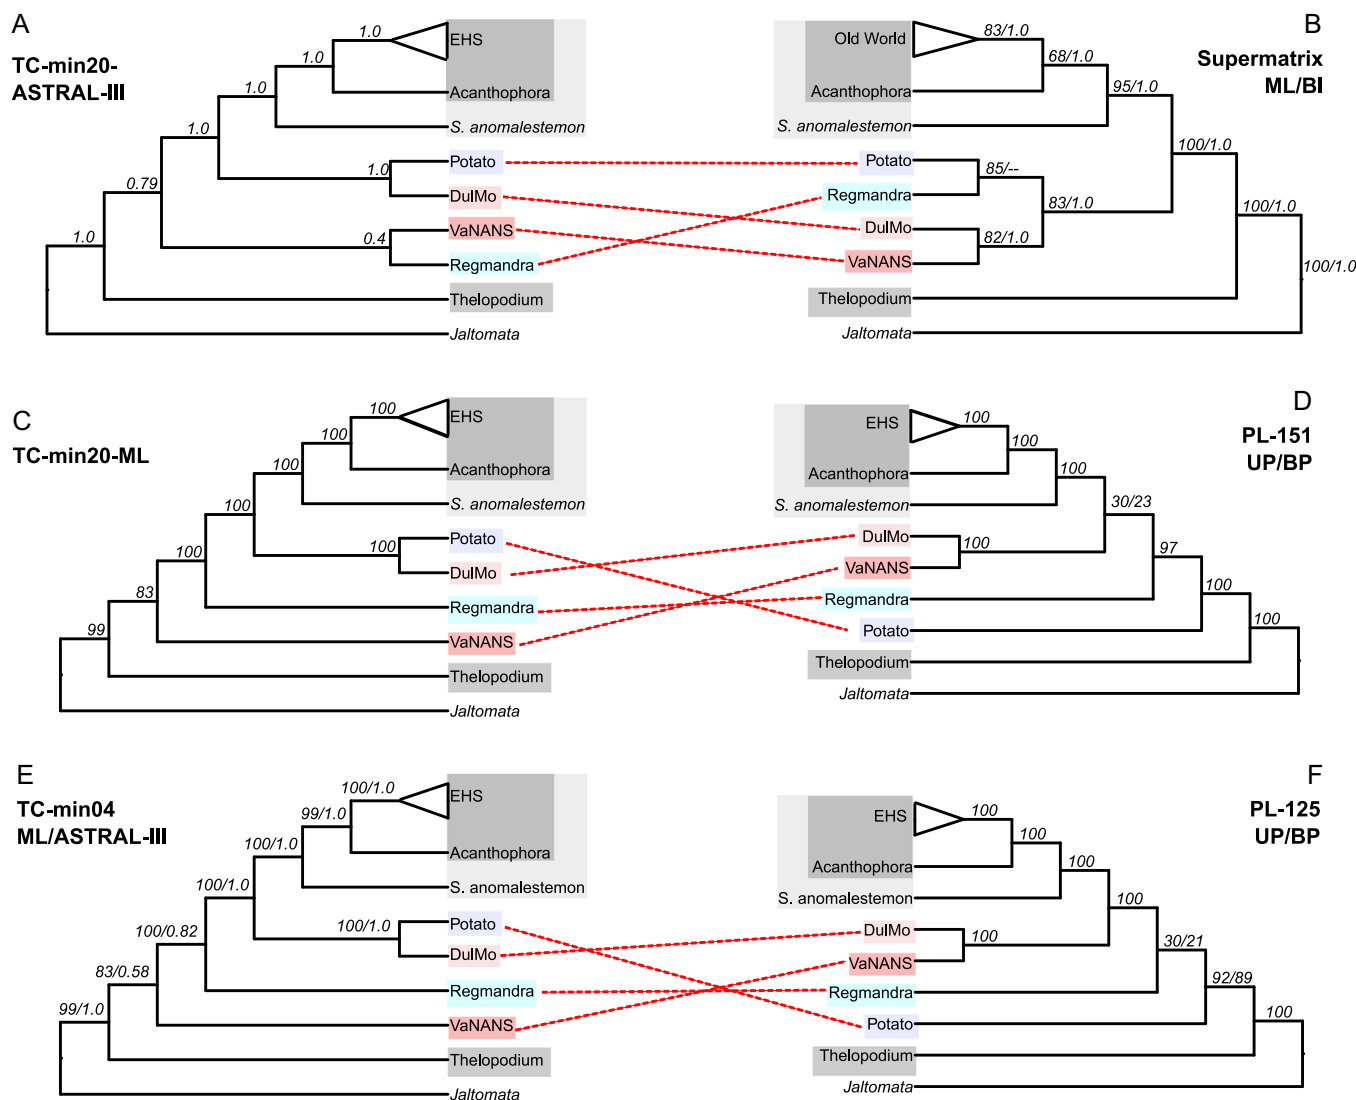 A
TC-min20-
ASTRAL-III
1.0
EHS
1.0
Acanthophora
1.0
S. anomalestemon
1.0
Potato
1.0
DulMo
0.79
VaNANS
0.4
Regmandra
1.0
Thelopodium
Jaltomata
B
Supermatrix
ML/BI
Old World
83/1.0
68/1.0
Acanthophora
95/1.0
S. anomalestemon
100/1.0
Potato
85/--
Regmandra
83/1.0
DulMo
82/1.0
VaNANS
100/1.0
Thelopodium
100/1.0
Jaltomata
C
TC-min20-ML
100
EHS
100
Acanthophora
100
S. anomalestemon
100
Potato
100
DulMo
100
Regmandra
83
VaNANS
99
Thelopodium
Jaltomata
D
PL-151
UP/BP
EHS
100
100
Acanthophora
100
S. anomalestemon
30/23
DulMo
100
VaNANS
97
Regmandra
100
Potato
100
Thelopodium
Jaltomata
E
TC-min04
ML/ASTRAL-III
100/1.0
EHS
99/1.0
Acanthophora
100/1.0
S. anomalestemon
100/1.0
Potato
100/1.0
DulMo
100/0.82
Regmandra
83/0.58
VaNANS
99/1.0
Thelopodium
Jaltomata
F
PL-125
UP/BP
EHS
100
100
Acanthophora
100
S. anomalestemon
100
DulMo
100
VaNANS
30/21
Regmandra
92/89
Potato
100
Thelopodium
Jaltomata